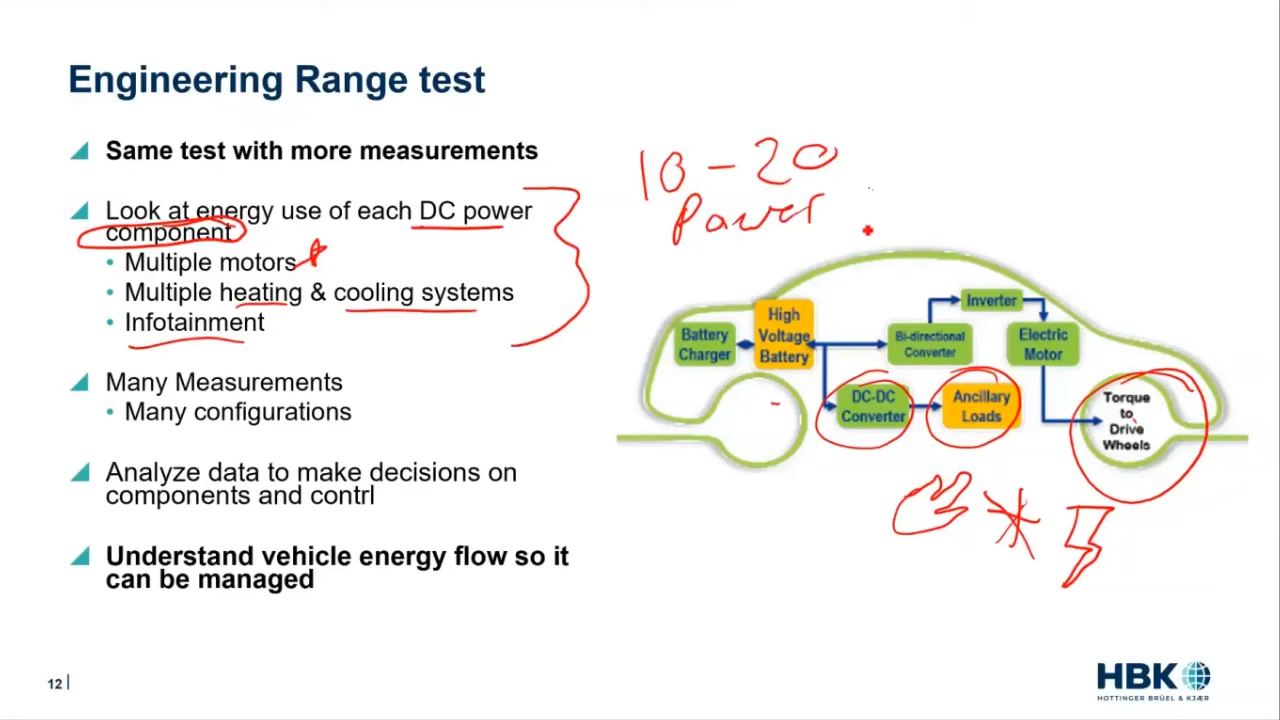 Engineering Range test
Same test with more measurements
Look at energy use of each DC power
component
• Multiple motors
• Multiple heating & cooling systems
• Infotainment
Many Measurements
• Many configurations
Analyze data to make decisions on
components and contrl
Understand vehicle energy flow so it
can be managed
10-20
Power
Battery
Charger
High
Voltage
Battery
Bi-directional
Converter
Inverter
Electric
Motor
DC-DC
Converter
Ancillary
Loads
Torque
to
Drive
Wheels
12
HBK
HOTTINGER BRÜEL & KJÆR